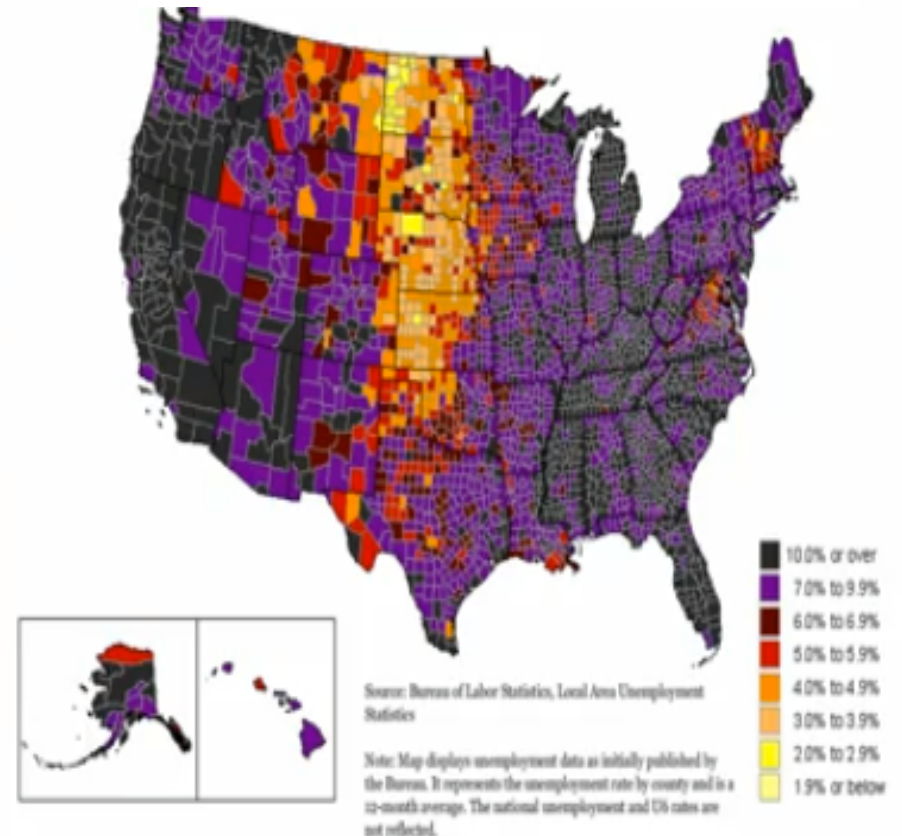 10.0% or over
7.0% to 9.9%
6.0% to 6.9%
5.0% to 5.9%
4.0% to 4.9%
3.0% to 3.9%
2.0% to 2.9%
1.9% or below
Source: Bureau of Labor Statistics, Local Area Unemployment
Statistics
Note: Map displays unemployment data as initially published by
the Bureau. It represents the unemployment rate by county and is a
12-month average. The national unemployment and U6 rates are
not reflected.